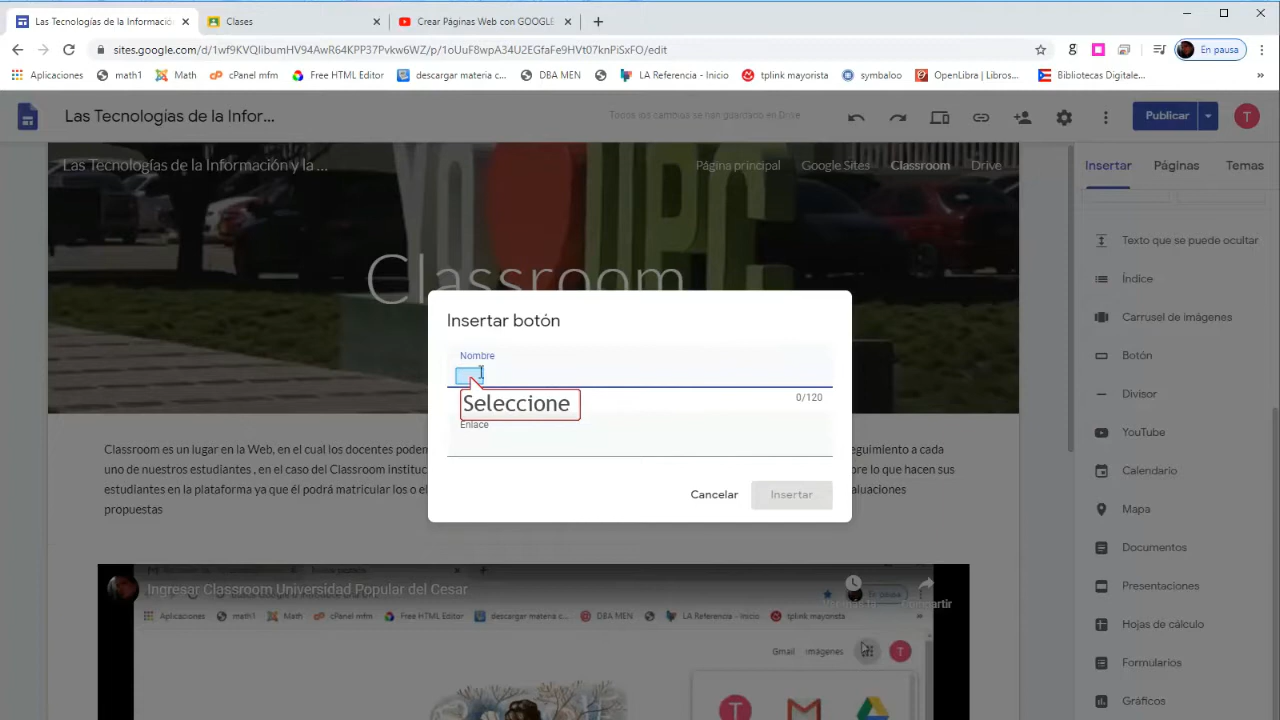 Las Tecnologías de la Informació
Clases
Crear Páginas Web con GOOGLE
sites.google.com/d/1wf9KVQlibumHV94AwR64KPP37Pvkw6WZ/p/1oUuF8wpA34U2EGfaFe9HVt07knPiSxFO/edit
En pausa
Aplicaciones
math1
Math
cPanel mfm
Free HTML Editor
descargar materia c...
DBA MEN
LA Referencia - Inicio
tplink mayorista
symbaloo
OpenLibra | Libros...
Bibliotecas Digitale...
Las Tecnologías de la Infor...
Todos los cambios se han guardado en Drive
Publicar
T
Las Tecnologías de la Información y la ...
Página principal
Google Sites
Classroom
Drive
Insertar
Páginas
Temas
Classroom
Texto que se puede ocultar
Índice
Carrusel de imágenes
Botón
Divisor
YouTube
Calendario
Mapa
Documentos
Presentaciones
Hojas de cálculo
Formularios
Gráficos
Insertar botón
Nombre
Seleccione
0/120
Enlace
Cancelar
Insertar
Classroom es un lugar en la Web, en el cual los docentes poden
eguimiento a cada
uno de nuestros estudiantes , en el caso del Classroom institu
re lo que hacen sus
estudiantes en la plataforma ya que él podrá matricular los o el
aluaciones
propuestas
Ingresar Classroom Universidad Popular del Cesar
Aplicaciones
math1
Math
cPanel mfm
Free HTML Editor
descargar materia c...
DBA MEN
LA Referencia - Inicio
tplink mayorista
Gmail
Imágenes
T
T